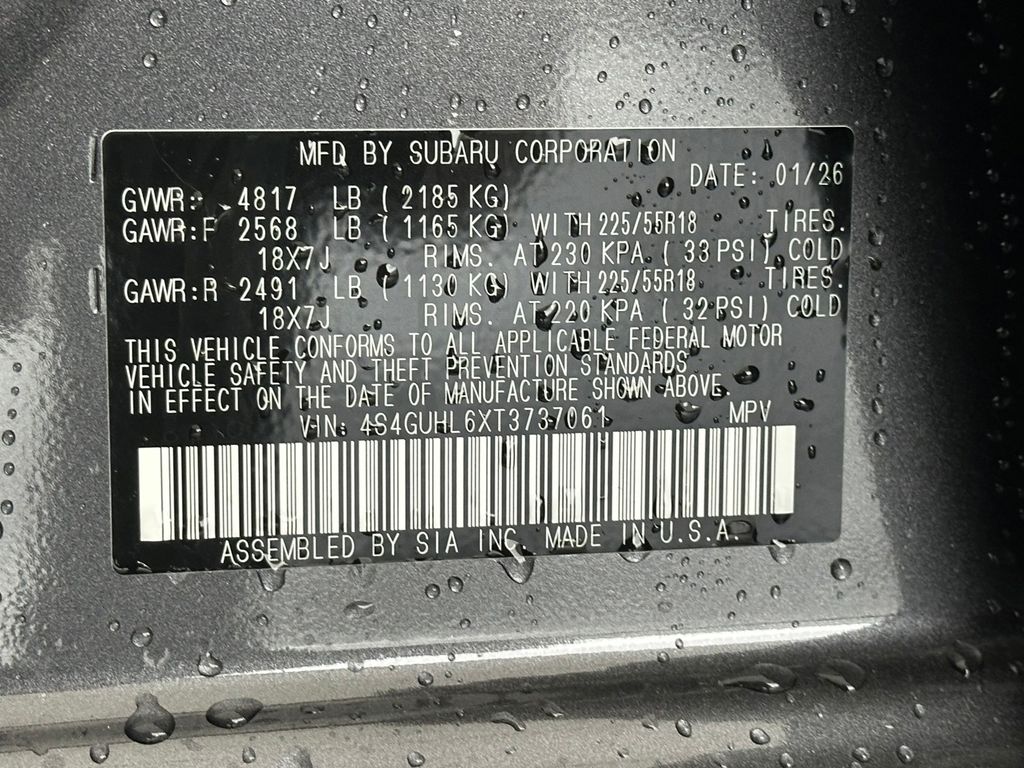 MFD BY SUBARU CORPORATION
DATE: 01/26
GVWR: 4817 LB ( 2185 KG)
GAWR:F 2568 LB ( 1165 KG) WITH 225/55R18 TIRES.
18X7J RIMS. AT 230 KPA ( 33 PSI) COLD
GAWR:R 2491 LB ( 1130 KG) WITH 225/55R18 TIRES.
18X7J RIMS. AT 220 KPA ( 32 PSI) COLD
THIS VEHICLE CONFORMS TO ALL APPLICABLE FEDERAL MOTOR
VEHICLE SAFETY AND THEFT PREVENTION STANDARDS
IN EFFECT ON THE DATE OF MANUFACTURE SHOWN ABOVE.
VIN: 4S4GUHL6XT3737061 MPV
ASSEMBLED BY SIA INC. MADE IN U.S.A.